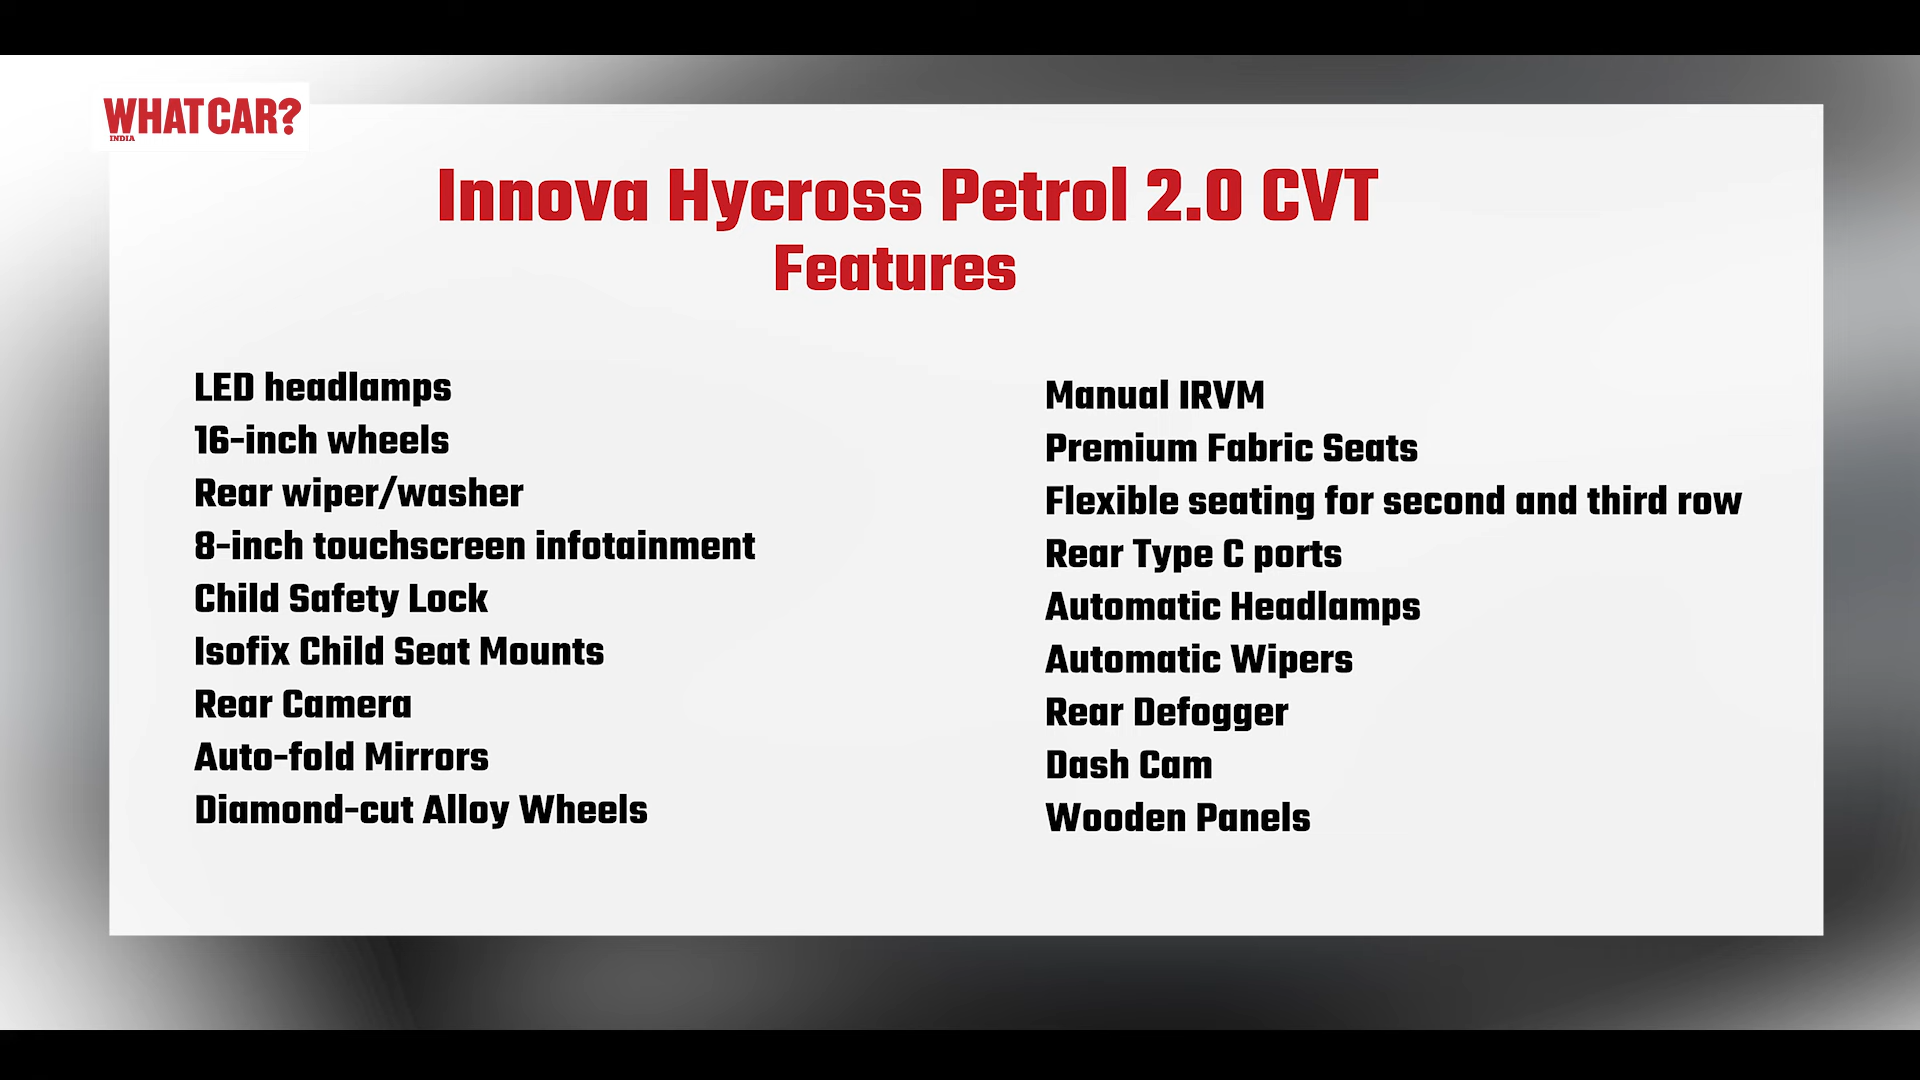 WHAT CAR?
INDIA
Innova Hycross Petrol 2.0 CVT
Features
LED headlamps
16-inch wheels
Rear wiper/washer
8-inch touchscreen infotainment
Child Safety Lock
Isofix Child Seat Mounts
Rear Camera
Auto-fold Mirrors
Diamond-cut Alloy Wheels
Manual IRVM
Premium Fabric Seats
Flexible seating for second and third row
Rear Type C ports
Automatic Headlamps
Automatic Wipers
Rear Defogger
Dash Cam
Wooden Panels